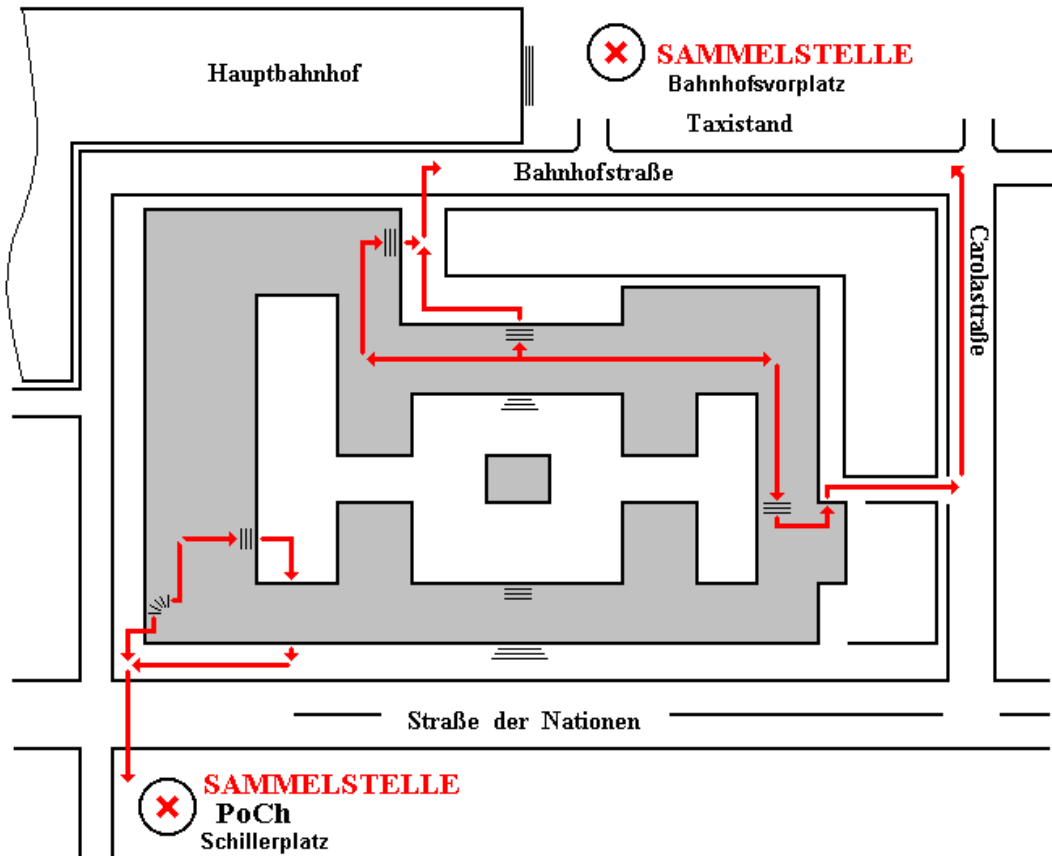 Hauptbahnhof
SAMMELSTELLE
Bahnhofsvorplatz
Taxistand
Bahnhofstraße
Carolastraße
Straße der Nationen
SAMMELSTELLE
PoCh
Schillerplatz